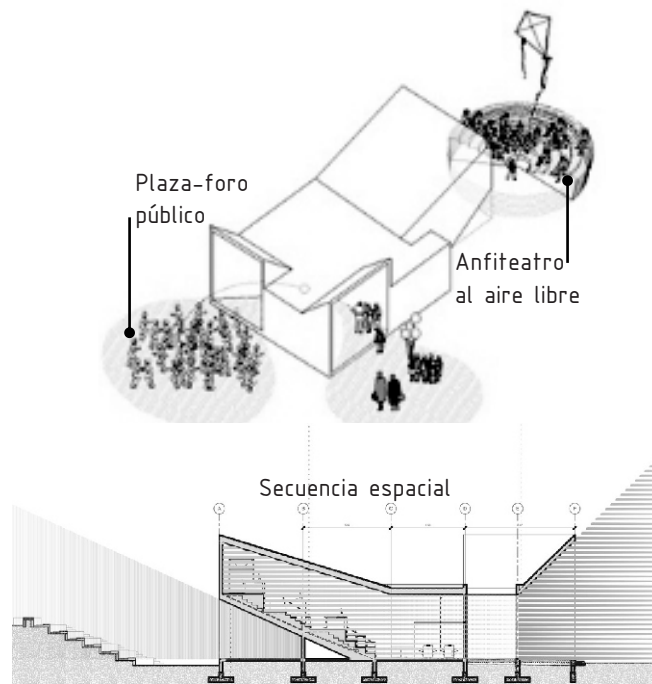 Plaza-foro
público
Anfiteatro
al aire libre
Secuencia espacial